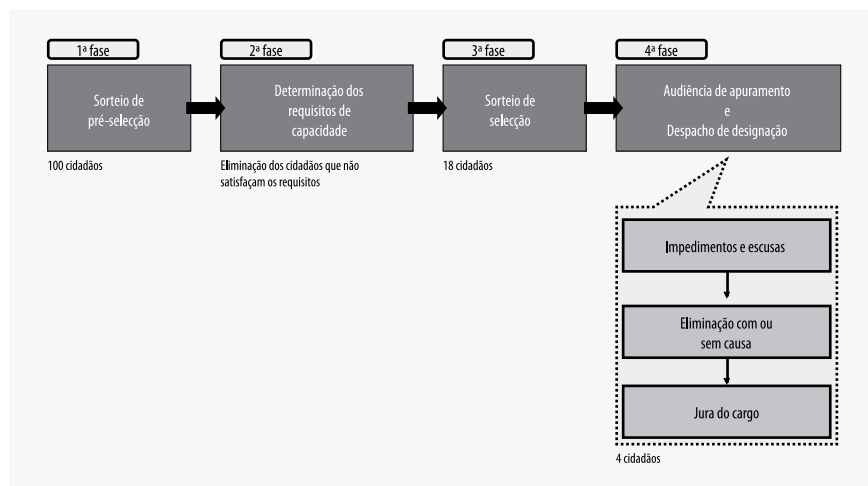 1ª fase
Sorteio de
pré-selecção
100 cidadãos
2ª fase
Determinação dos
requisitos de
capacidade
Eliminação dos cidadãos que não
satisfaçam os requisitos
3ª fase
Sorteio de
selecção
18 cidadãos
4ª fase
Audiência de apuramento
e
Despacho de designação
Impedimentos e escusas
Eliminação com ou
sem causa
Jura do cargo
4 cidadãos